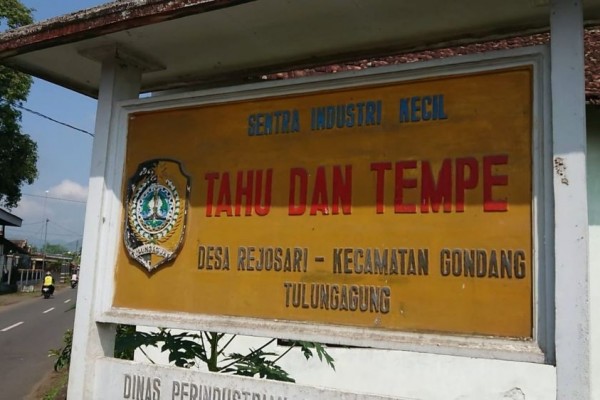 SENTRA INDUSTRI KECIL
TAHU DAN TEMPE
DESA REJOSARI - KECAMATAN GONDANG
TULUNGAGUNG
DINAS PERINDUSTRIAN